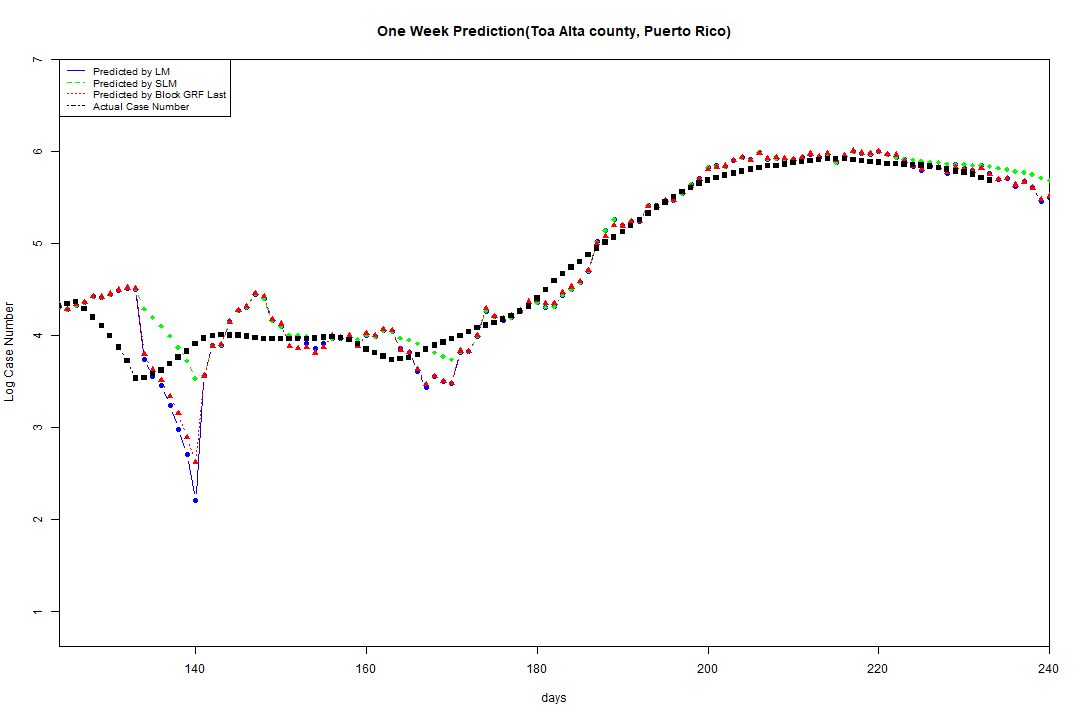 One Week Prediction(Toa Alta county, Puerto Rico)
Predicted by LM
Predicted by SLM
Predicted by Block GRF Last
Actual Case Number
7
6
5
4
3
2
1
Log Case Number
140 160 180 200 220 240
days